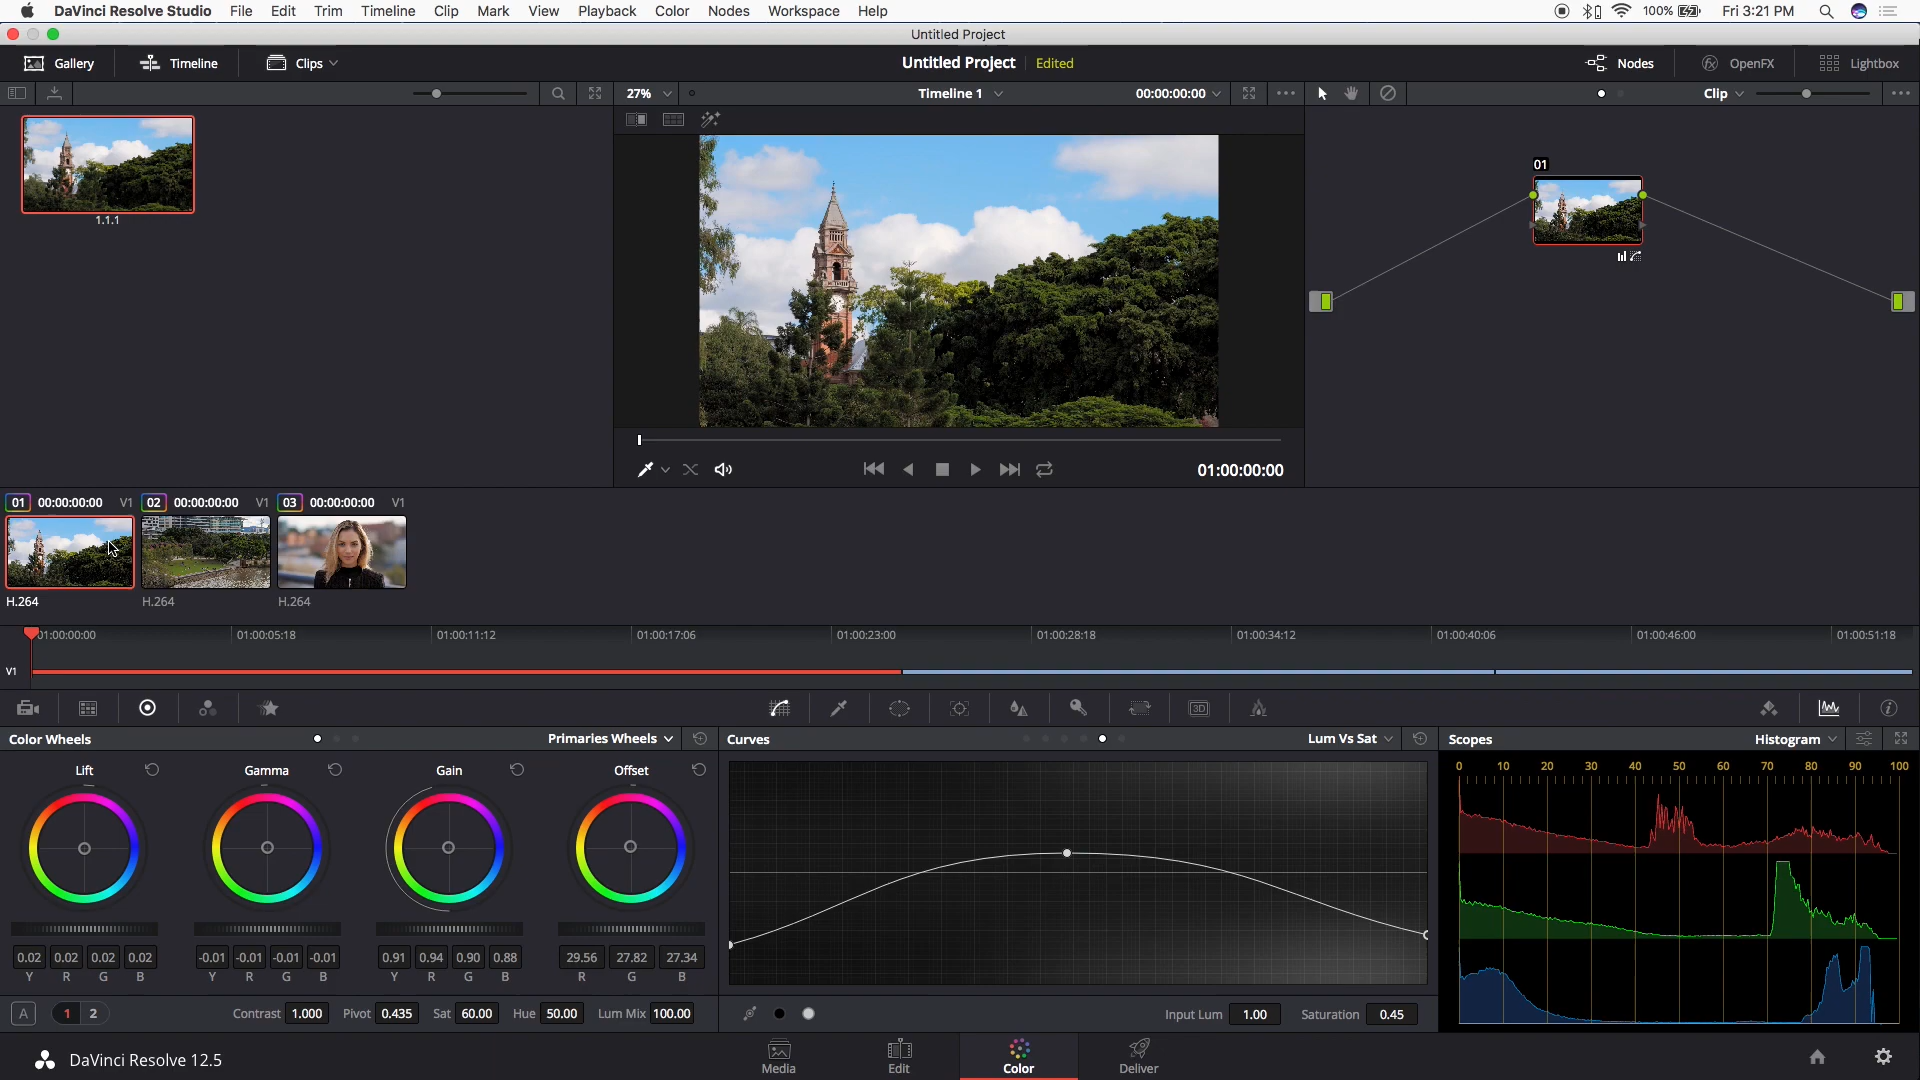 DaVinci Resolve Studio File Edit Trim Timeline Clip Mark View Playback Color Nodes Workspace Help 100% Fri 3:21 PM
Untitled Project
Gallery Timeline Clips Untitled Project Edited Nodes OpenFX Lightbox
27% Timeline 1 00:00:00:00 Clip
1.1.1
01
01:00:00:00
01 00:00:00:00 V1 02 00:00:00:00 V1 03 00:00:00:00 V1
H.264 H.264 H.264
01:00:00:00 01:00:05:18 01:00:11:12 01:00:17:06 01:00:23:00 01:00:28:18 01:00:34:12 01:00:40:06 01:00:46:00 01:00:51:18
V1
3D
Color Wheels Primaries Wheels Curves Lum Vs Sat Scopes Histogram
Lift Gamma Gain Offset
0 10 20 30 40 50 60 70 80 90 100
0.02 0.02 0.02 0.02 -0.01 -0.01 -0.01 -0.01 0.91 0.94 0.90 0.88 29.56 27.82 27.34
Y R G B Y R G B Y R G B R G B
A 1 2 Contrast 1.000 Pivot 0.435 Sat 60.00 Hue 50.00 Lum Mix 100.00 Input Lum 1.00 Saturation 0.45
DaVinci Resolve 12.5 Media Edit Color Deliver